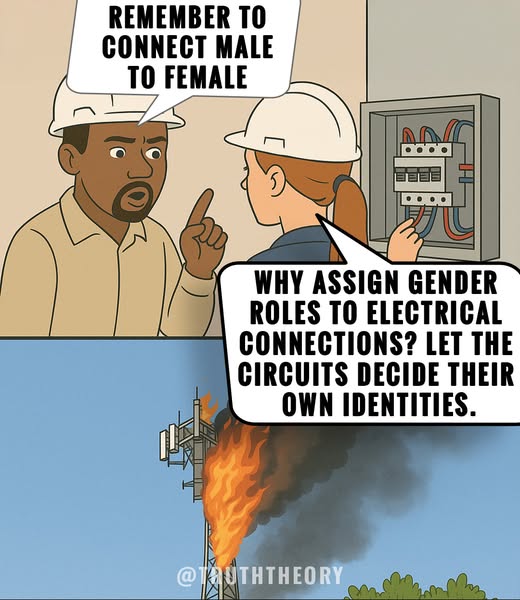 REMEMBER TO
CONNECT MALE
TO FEMALE
WHY ASSIGN GENDER
ROLES TO ELECTRICAL
CONNECTIONS? LET THE
CIRCUITS DECIDE THEIR
OWN IDENTITIES.
@TRUTHTHEORY